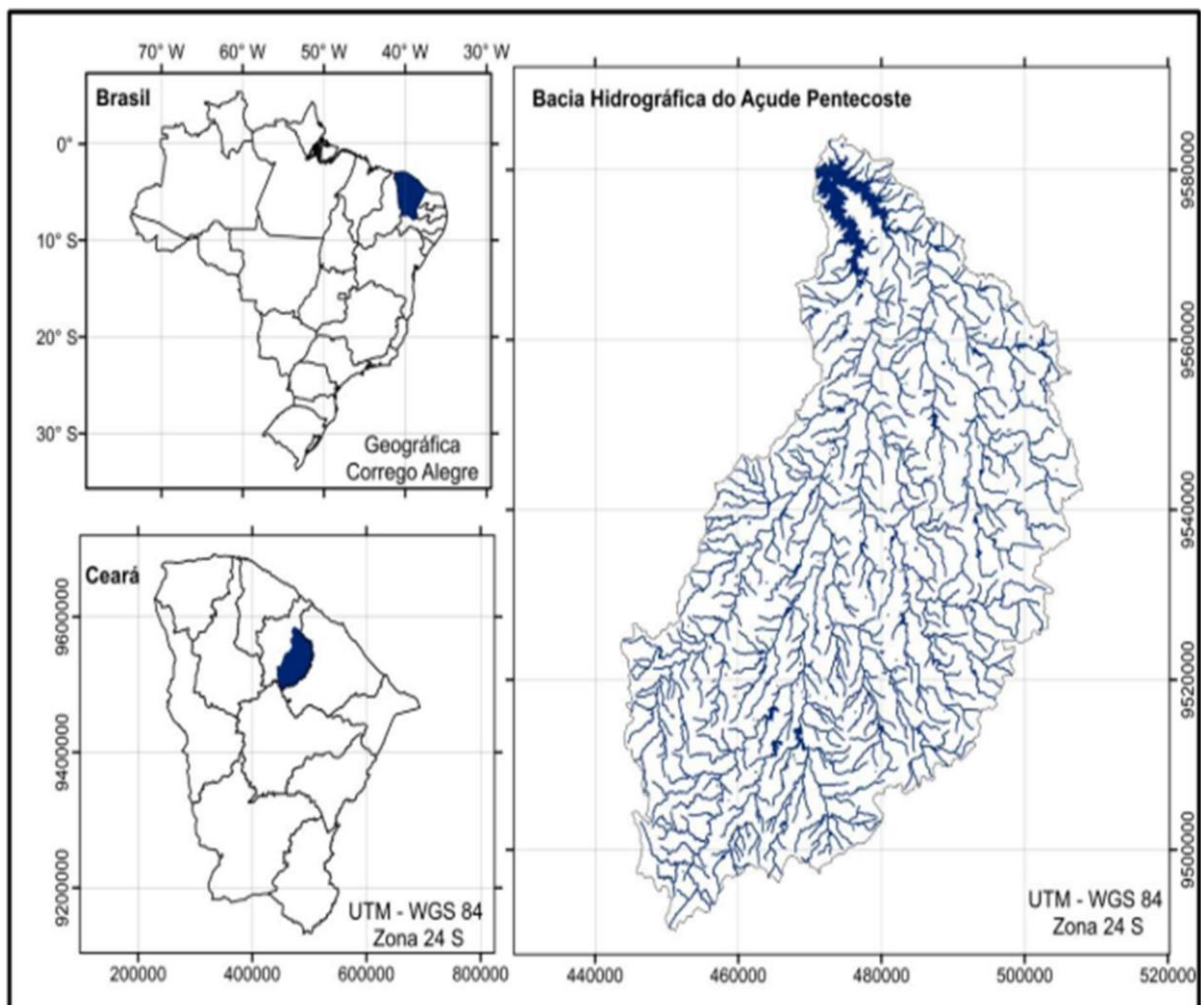 70° W 60° W 50° W 40° W 30° W
Brasil
0°
10° S
20° S
30° S
Geográfica
Corrego Alegre
Ceará
9600000
9400000
9200000
UTM - WGS 84
Zona 24 S
200000 400000 600000 800000
Bacia Hidrográfica do Açude Pentecoste
9580000
9560000
9540000
9520000
9500000
UTM - WGS 84
Zona 24 S
440000 460000 480000 500000 520000